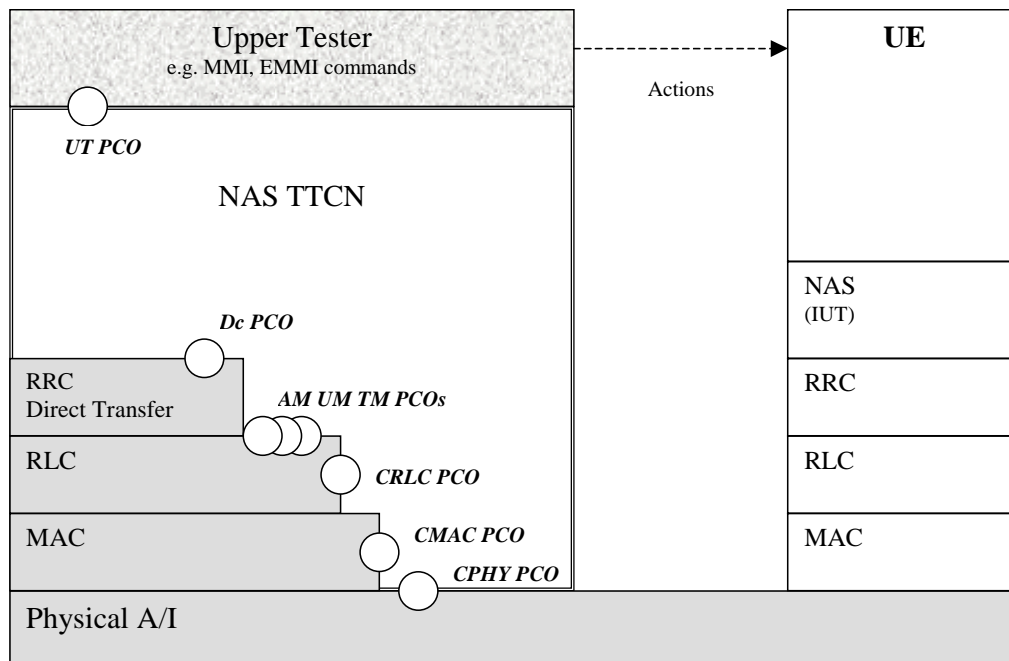 Upper Tester
e.g. MMI, EMMI commands
UT PCO
NAS TTCN
Dc PCO
RRC
Direct Transfer
AM UM TM PCOs
RLC
CRLC PCO
MAC
CMAC PCO
CPHY PCO
Physical A/I
Actions
UE
NAS
(IUT)
RRC
RLC
MAC